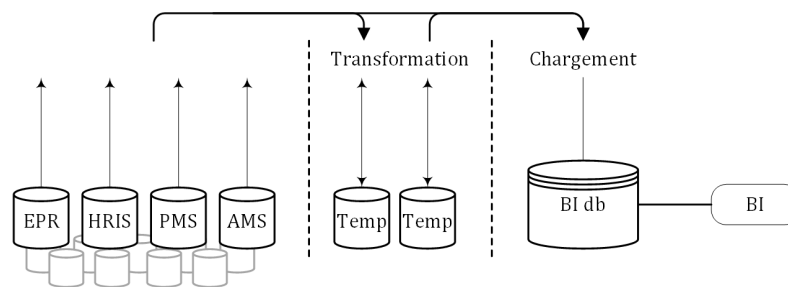 Transformation
Chargement
EPR
HRIS
PMS
AMS
Temp
Temp
BI db
BI